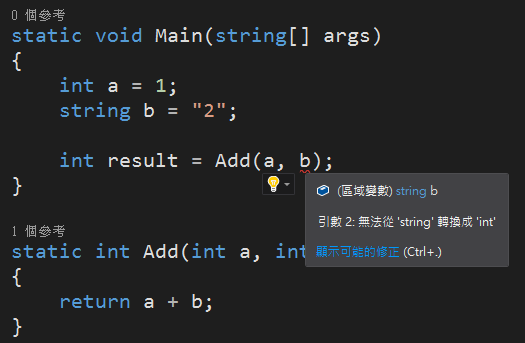 0 個參考
static void Main(string[] args)
{
    int a = 1;
    string b = "2";
    int result = Add(a, b);
}
(區域變數) string b
引數 2: 無法從 'string' 轉換成 'int'
顯示可能的修正 (Ctrl+.)
1 個參考
static int Add(int a, int
{
    return a + b;
}